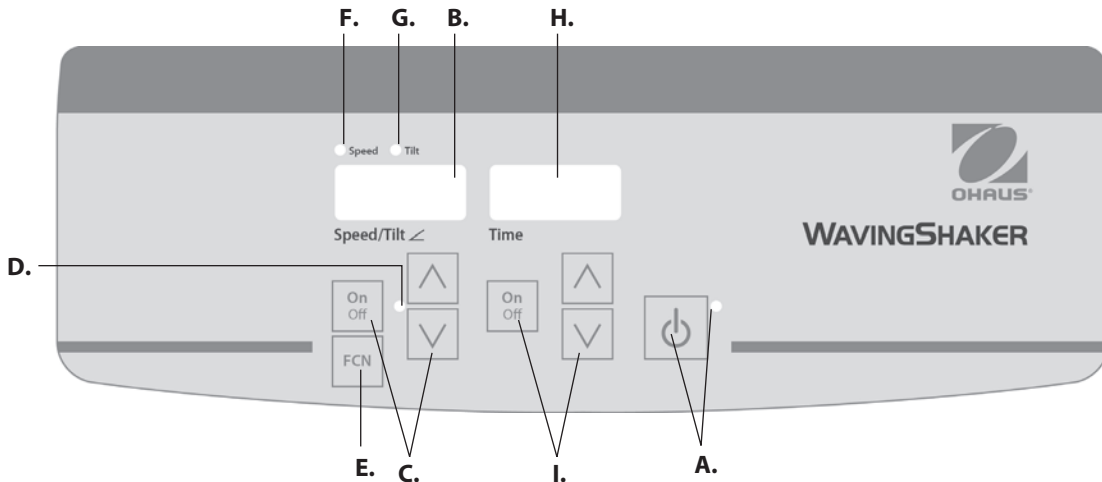 F. G. B. H.
Speed Tilt
OHAUS®
Speed/Tilt Time
WAVINGSHAKER
D.
On
Off
On
Off
FCN
E. C. I. A.